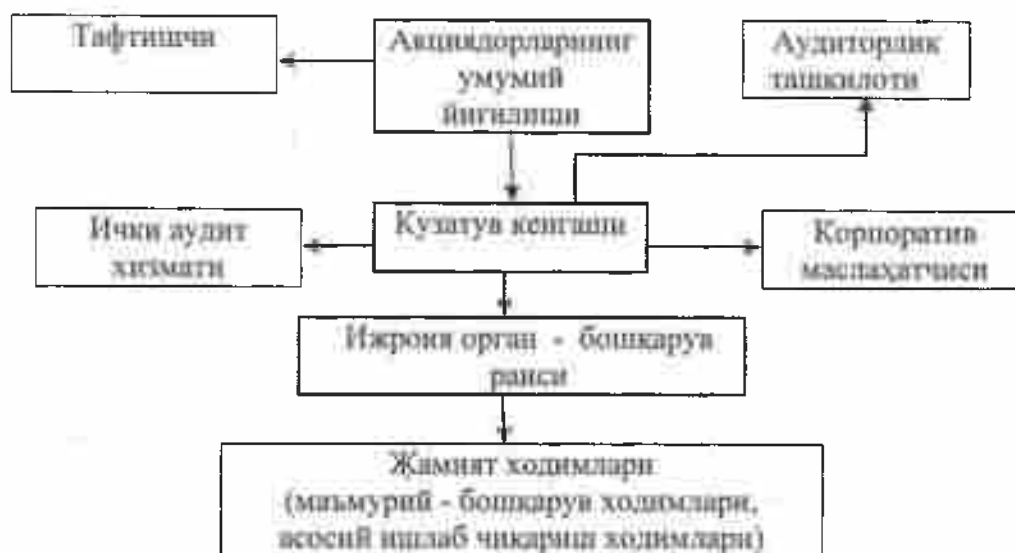 Тафтишчи
Акциядорларнинг
умумий
йиғилиши
Аудиторлик
ташкилоти
Ички аудит
хизмати
Кузатув кенгаши
Корпоратив
маслаҳатчиси
Ижроия орган - бошқарув
раиси
Жамият ходимлари
(маъмурий - бошқарув ходимлари,
асосий ишлаб чиқариш ходимлари)